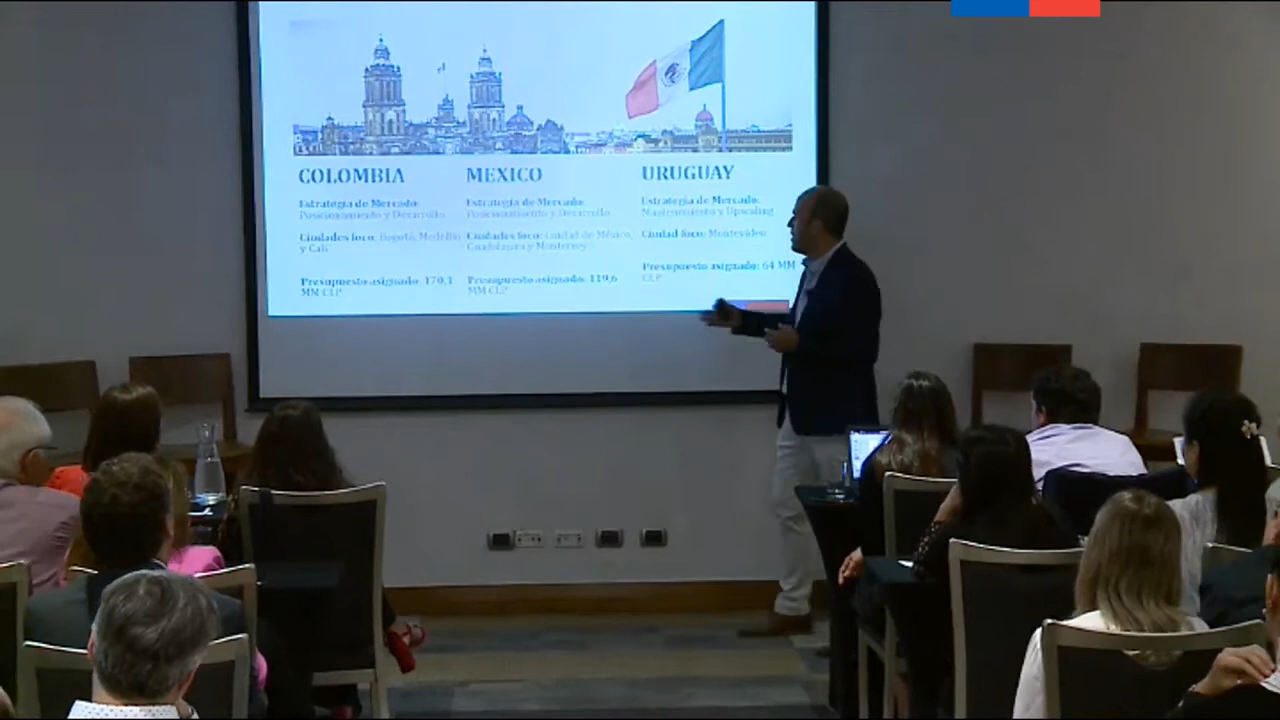 COLOMBIA
Estrategia de Mercado:
Posicionamiento y Desarrollo
Ciudades foco: Bogotá, Medellín
y Cali
Presupuesto asignado: 170,1
MM CLP
MEXICO
Estrategia de Mercado:
Posicionamiento y Desarrollo
Ciudades foco: Ciudad de México,
Guadalajara y Monterrey
Presupuesto asignado: 119,6
MM CLP
URUGUAY
Estrategia de Mercado:
Mantenimiento y Upscaling
Ciudad foco: Montevideo
Presupuesto asignado: 64 MM
CLP